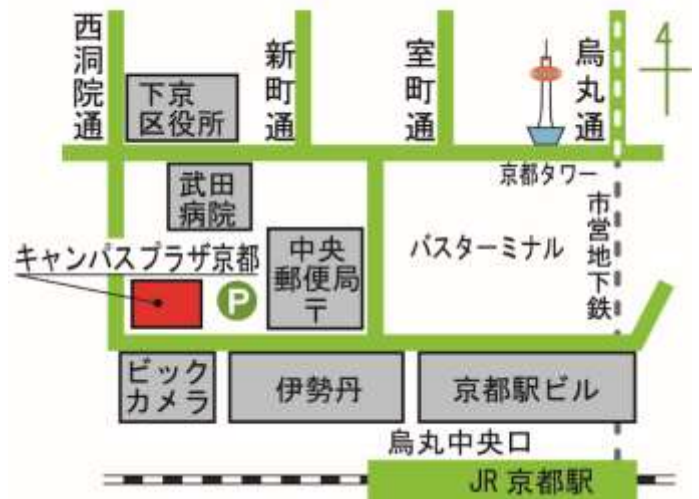 西洞院通
新町通
室町通
烏丸通
4
下京
区役所
京都タワー
武田
病院
市営地下鉄
中央
郵便局
〒
バスターミナル
キャンパスプラザ京都
P
ビック
カメラ
伊勢丹
京都駅ビル
烏丸中央口
JR 京都駅